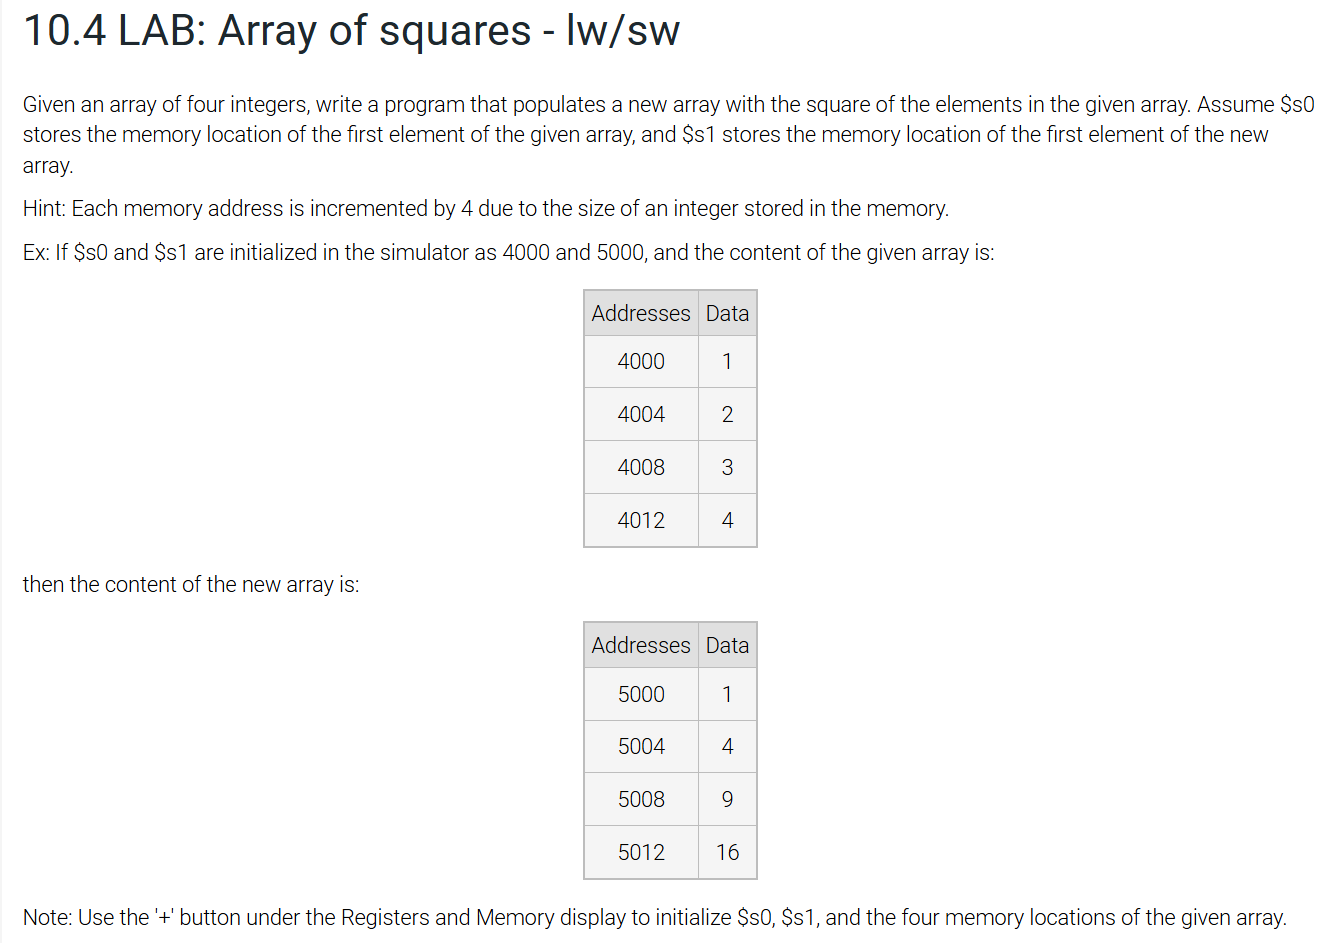 10.4 LAB: Array of squares - lw/sw
Given an array of four integers, write a program that populates a new array with the square of the elements in the given array. Assume $s0
stores the memory location of the first element of the given array, and $s1 stores the memory location of the first element of the new
array.
Hint: Each memory address is incremented by 4 due to the size of an integer stored in the memory.
Ex: If $s0 and $s1 are initialized in the simulator as 4000 and 5000, and the content of the given array is:
Addresses Data
4000 1
4004 2
4008 3
4012 4
then the content of the new array is:
Addresses Data
5000 1
5004 4
5008 9
5012 16
Note: Use the '+' button under the Registers and Memory display to initialize $s0, $s1, and the four memory locations of the given array.